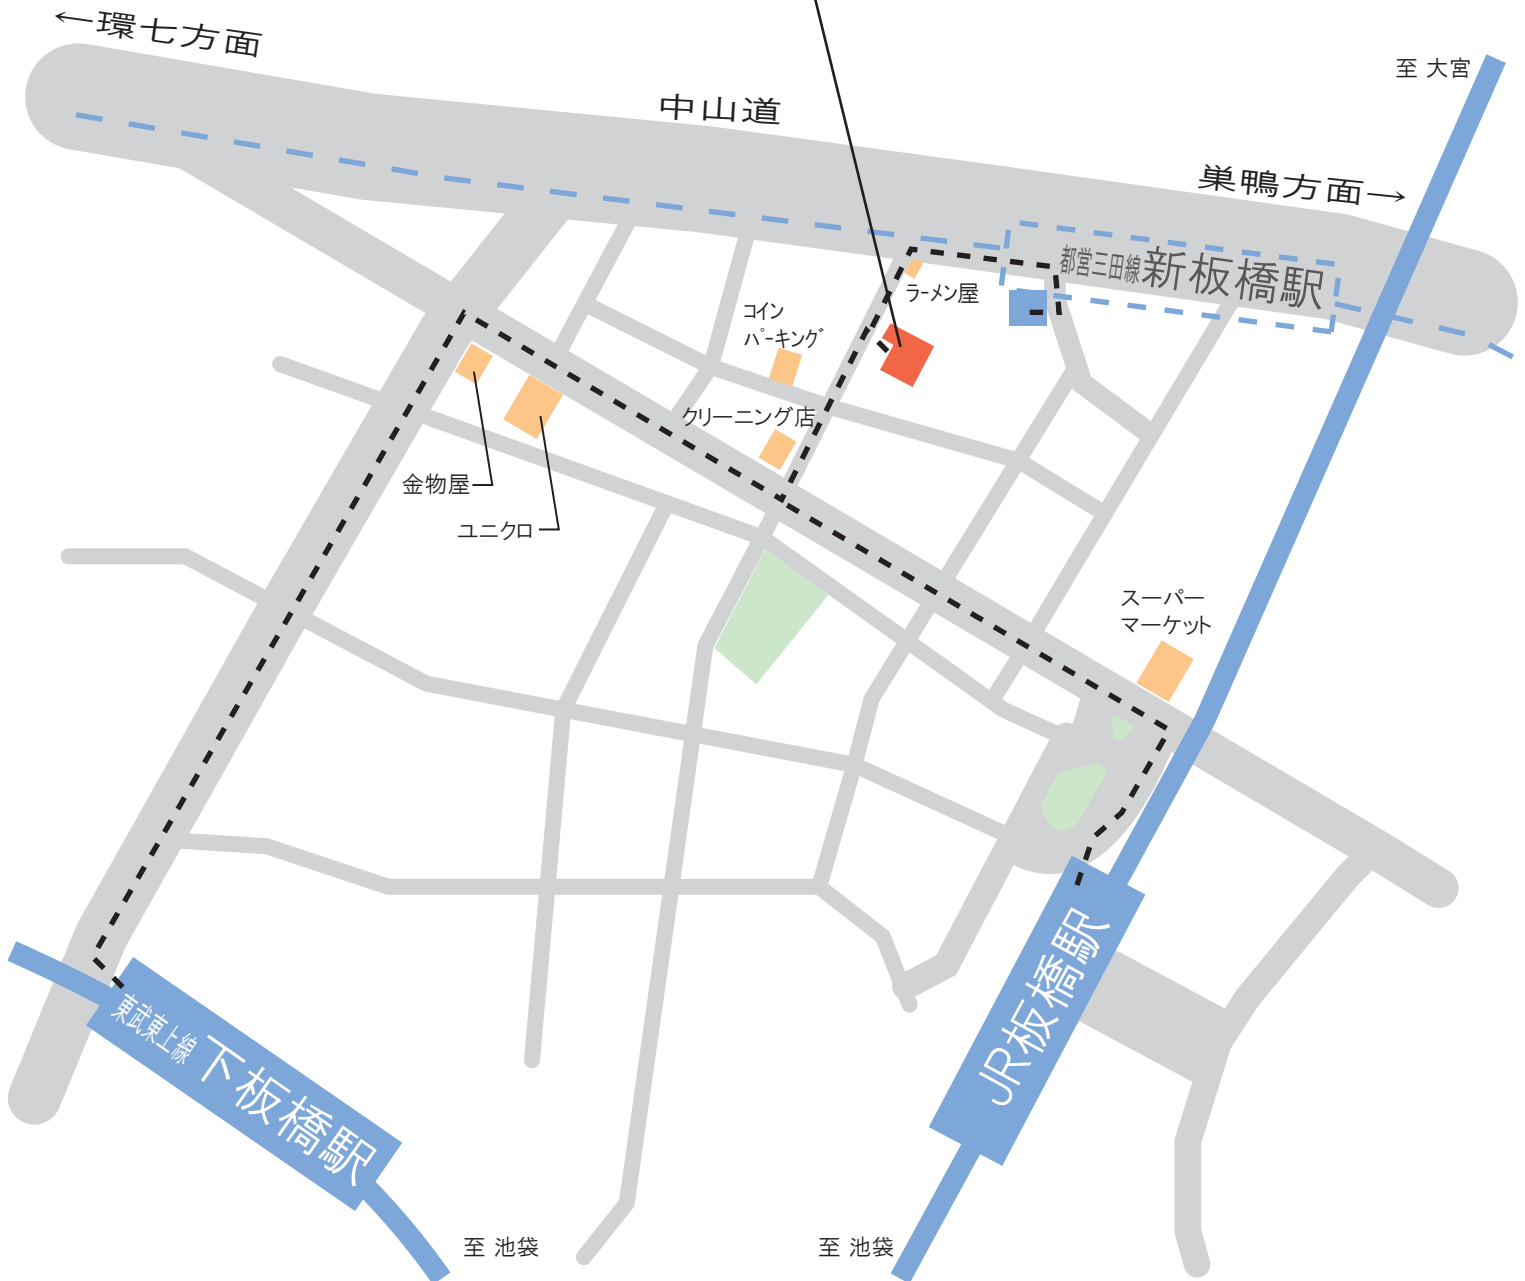 ←環七方面
至 大宮
中山道
巣鴨方面→
都営三田線新板橋駅
ラーメン屋
コイン
パーキング
クリーニング店
金物屋
ユニクロ
スーパー
マーケット
JR板橋駅
東武東上線 下板橋駅
至 池袋
至 池袋